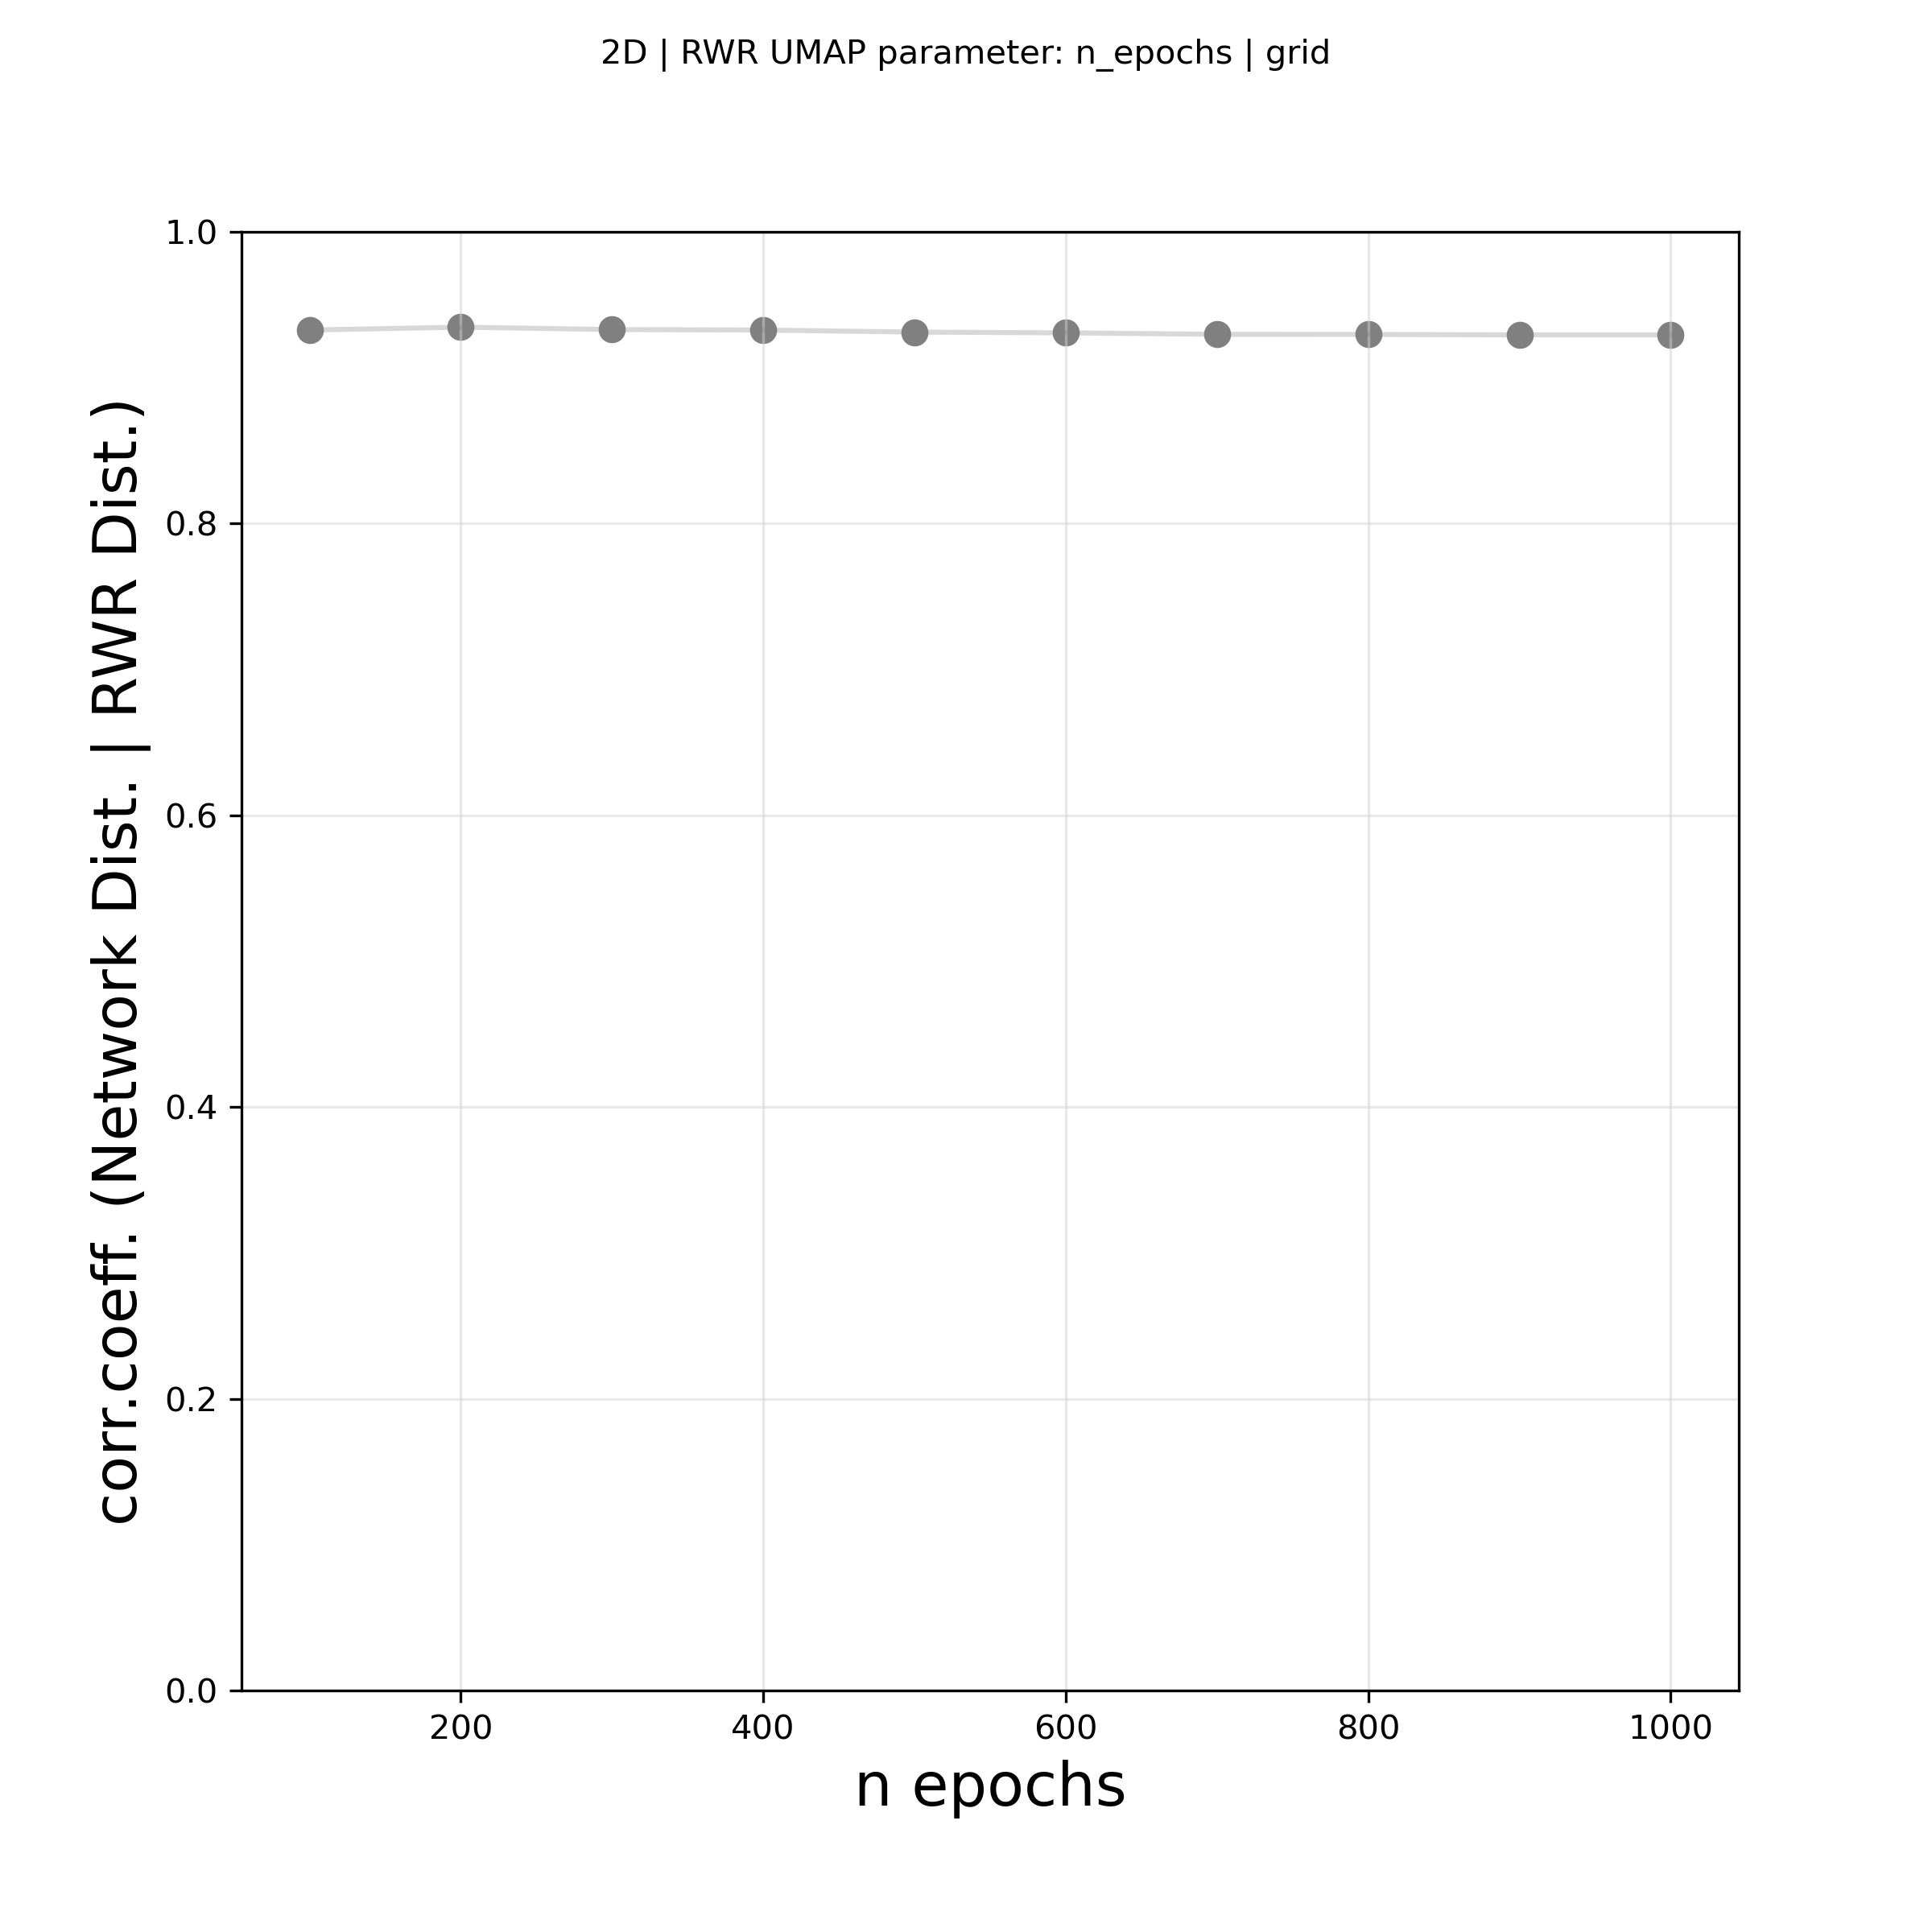 2D | RWR UMAP parameter: n_epochs | grid
corr.coeff. (Network Dist. | RWR Dist.)
1.0
0.8
0.6
0.4
0.2
0.0
200 400 600 800 1000
n epochs